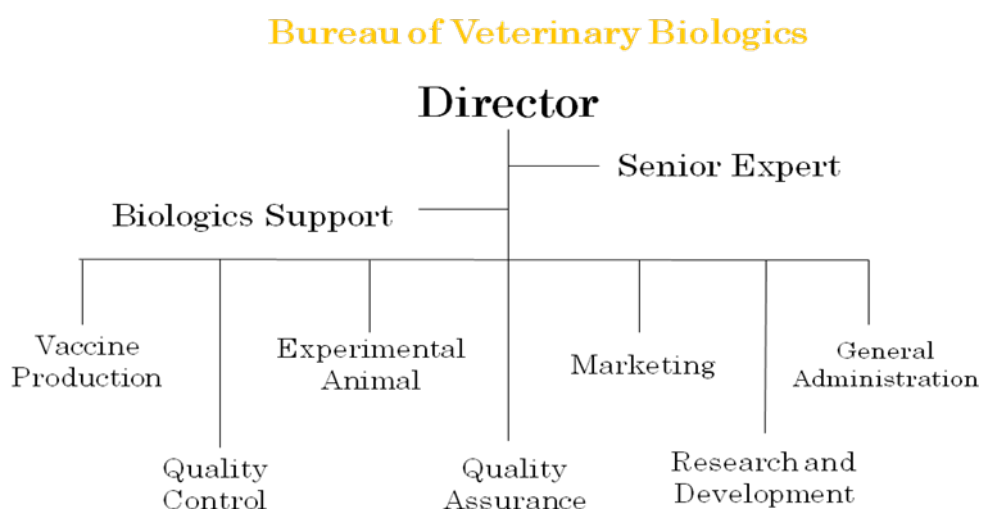 Bureau of Veterinary Biologics
Director
Senior Expert
Biologics Support
Vaccine
Production
Experimental
Animal
Marketing
General
Administration
Quality
Control
Quality
Assurance
Research and
Development